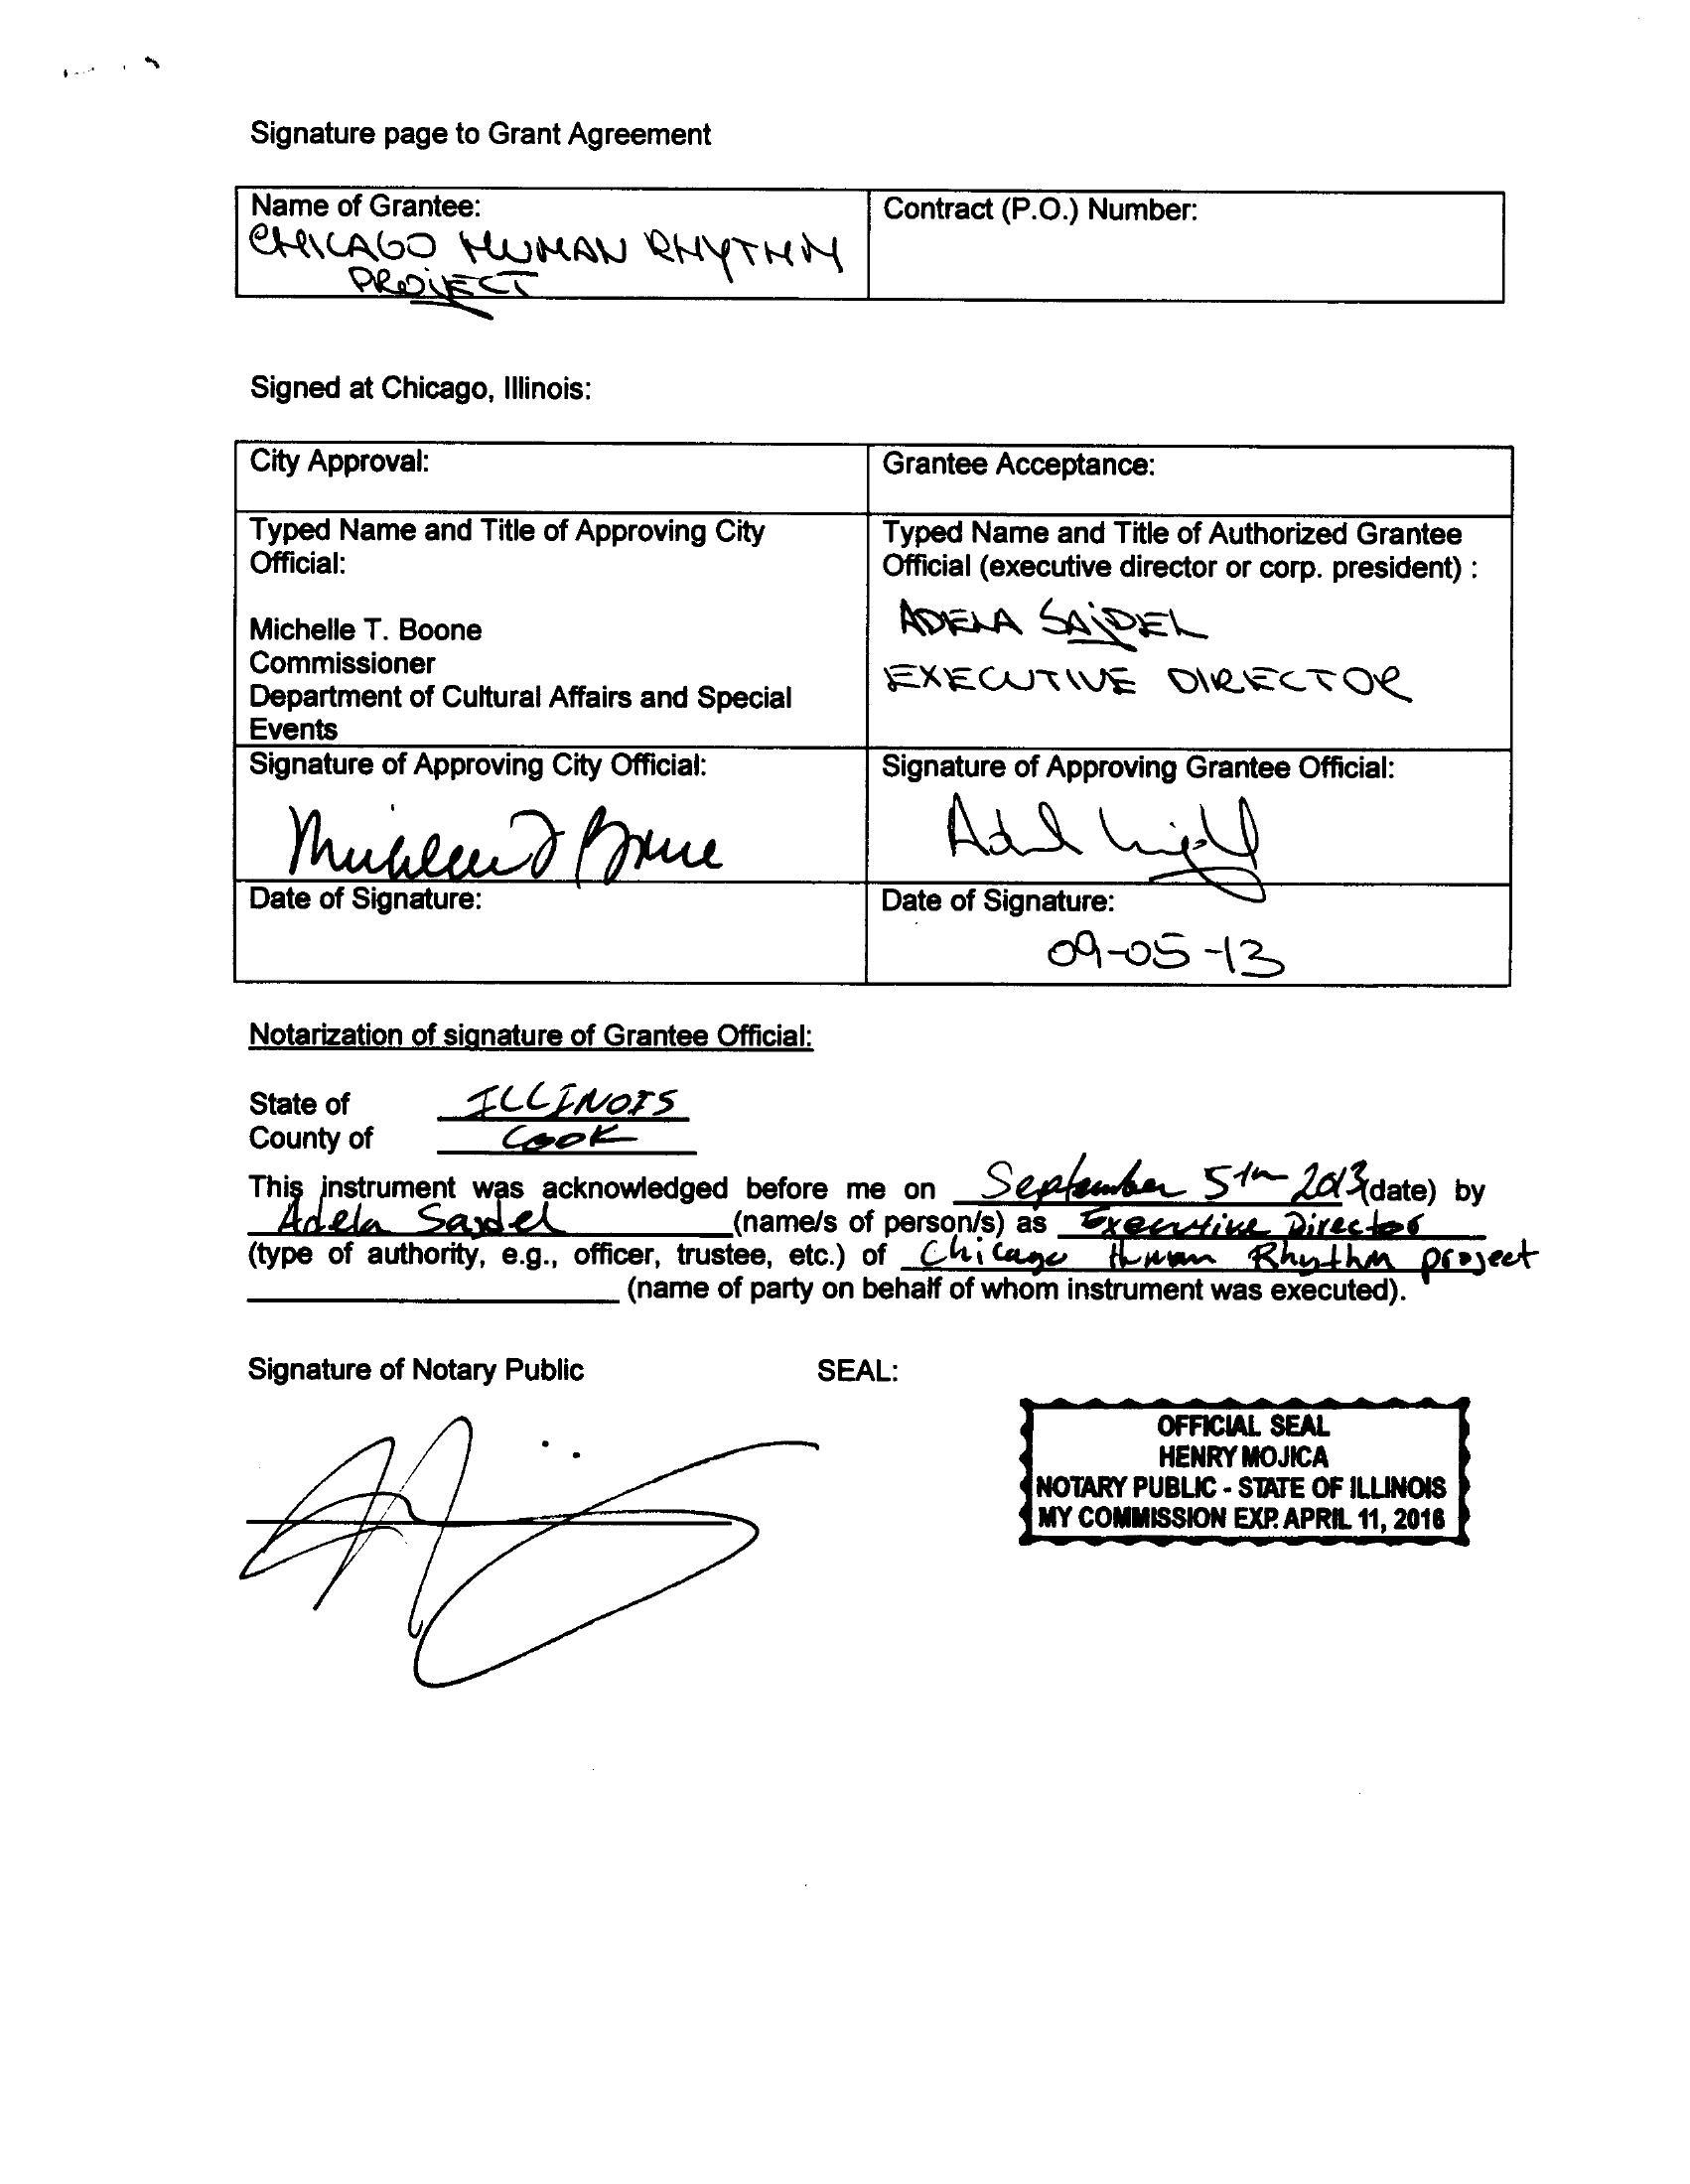 Signature page to Grant Agreement
Name of Grantee:
CHICAGO HUMAN RHYTHM
PROJECT
Contract (P.O.) Number:
Signed at Chicago, Illinois:
City Approval:
Grantee Acceptance:
Typed Name and Title of Approving City
Official:
Michelle T. Boone
Commissioner
Department of Cultural Affairs and Special
Events
Typed Name and Title of Authorized Grantee
Official (executive director or corp. president) :
ADELA SAIDEL
EXECUTIVE DIRECTOR
Signature of Approving City Official:
Michelle T Boone
Signature of Approving Grantee Official:
Date of Signature:
Date of Signature:
09-05-13
Notarization of signature of Grantee Official:
State of ILLINOIS
County of COOK
This instrument was acknowledged before me on September 5th 2013 (date) by
Adela Saidel (name/s of person/s) as Executive Director
(type of authority, e.g., officer, trustee, etc.) of Chicago Human Rhythm project
(name of party on behalf of whom instrument was executed).
Signature of Notary Public
SEAL:
OFFICIAL SEAL
HENRY MOJICA
NOTARY PUBLIC - STATE OF ILLINOIS
MY COMMISSION EXP. APRIL 11, 2016